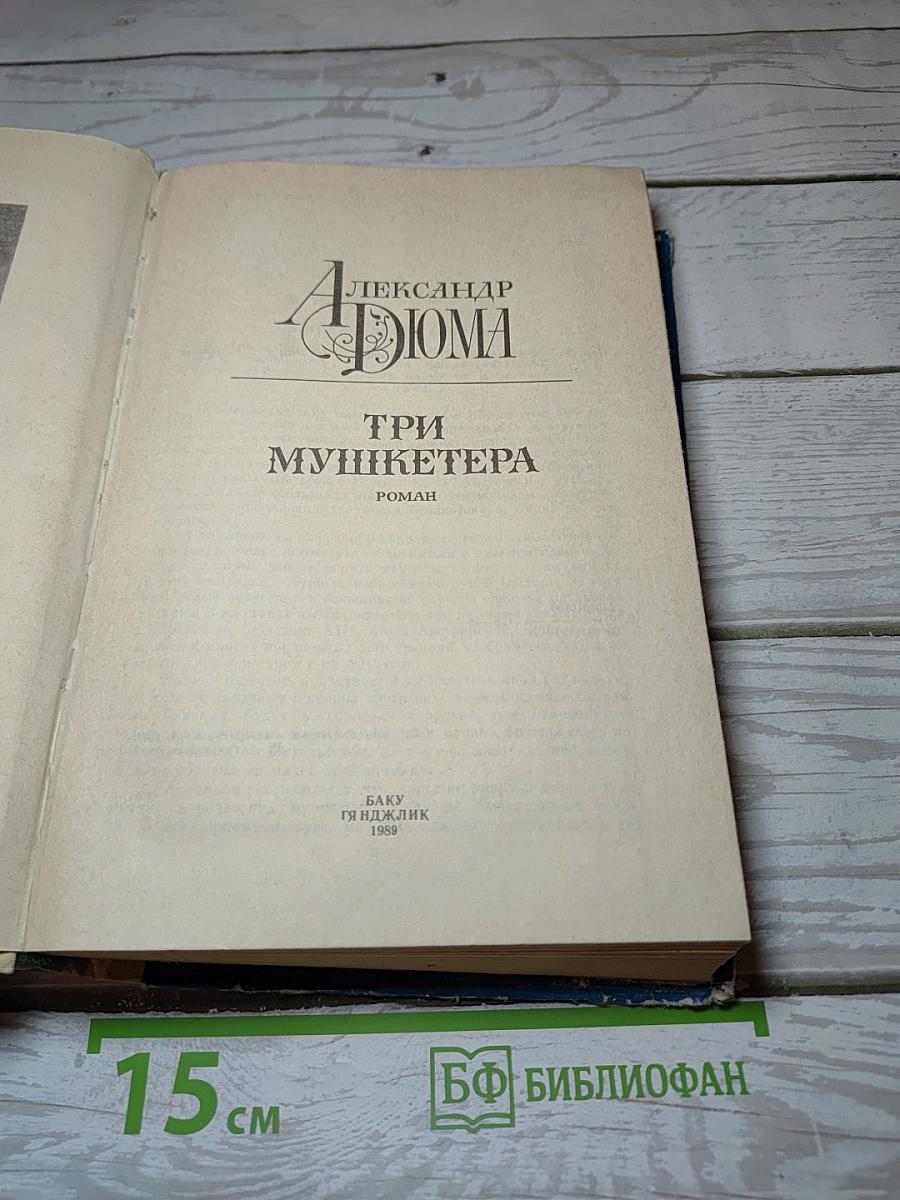 Александр
Дюма
ТРИ
МУШКЕТЕРА
РОМАН
БАКУ
ГЯНДЖЛИК
1989
15 см
БФ БИБЛИОФАН